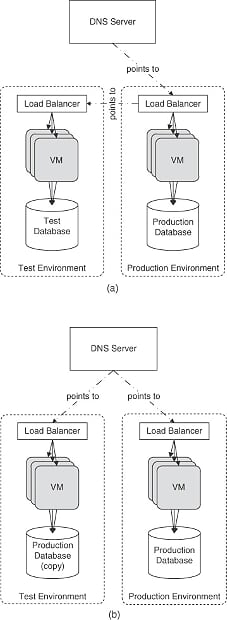 DNS Server
points to
points to
Load Balancer
Load Balancer
VM
VM
Test
Database
Production
Database
Test Environment
Production Environment
(a)
DNS Server
points to
points to
Load Balancer
Load Balancer
VM
VM
Production
Database
(copy)
Production
Database
Test Environment
Production Environment
(b)